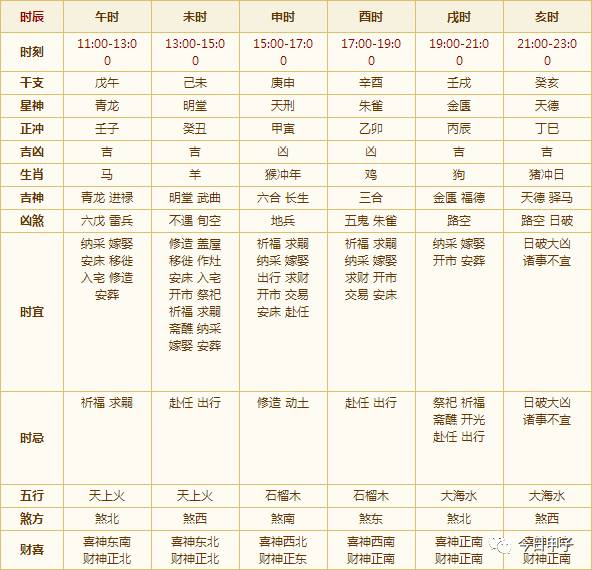 时辰 午时 未时 申时 酉时 戌时 亥时
时刻 11:00-13:00 13:00-15:00 15:00-17:00 17:00-19:00 19:00-21:00 21:00-23:00
干支 戊午 己未 庚申 辛酉 壬戌 癸亥
星神 青龙 明堂 天刑 朱雀 金匮 天德
正冲 壬子 癸丑 甲寅 乙卯 丙辰 丁巳
吉凶 吉 吉 凶 凶 吉 吉
生肖 马 羊 猴冲年 鸡 狗 猪冲日
吉神 青龙 进禄 明堂 武曲 六合 长生 三合 金匮 福德 天德 驿马
凶煞 六戊 雷兵 不遇 旬空 地兵 五鬼 朱雀 路空 路空 日破
时宜
纳采 嫁娶 修造 盖屋 祈福 求嗣 祈福 求嗣 纳采 嫁娶 日破大凶
安床 移徙 移徙 作灶 纳采 嫁娶 纳采 嫁娶 开市 安葬 诸事不宜
入宅 修造 安床 入宅 出行 求财 求财 开市
安葬 开市 祭祀 开市 交易 交易 安床
祈福 求嗣 安床 赴任
斋醮 纳采
嫁娶 安葬
时忌
祈福 求嗣 赴任 出行 修造 动土 赴任 出行 祭祀 祈福 日破大凶
斋醮 开光 诸事不宜
赴任 出行
五行 天上火 天上火 石榴木 石榴木 大海水 大海水
煞方 煞北 煞西 煞南 煞东 煞北 煞西
财喜
喜神东南 喜神东北 喜神西北 喜神西南 喜神正南 喜神东南
财神正北 财神正北 财神正东 财神正南 财神正南 财神正南
今日甲子